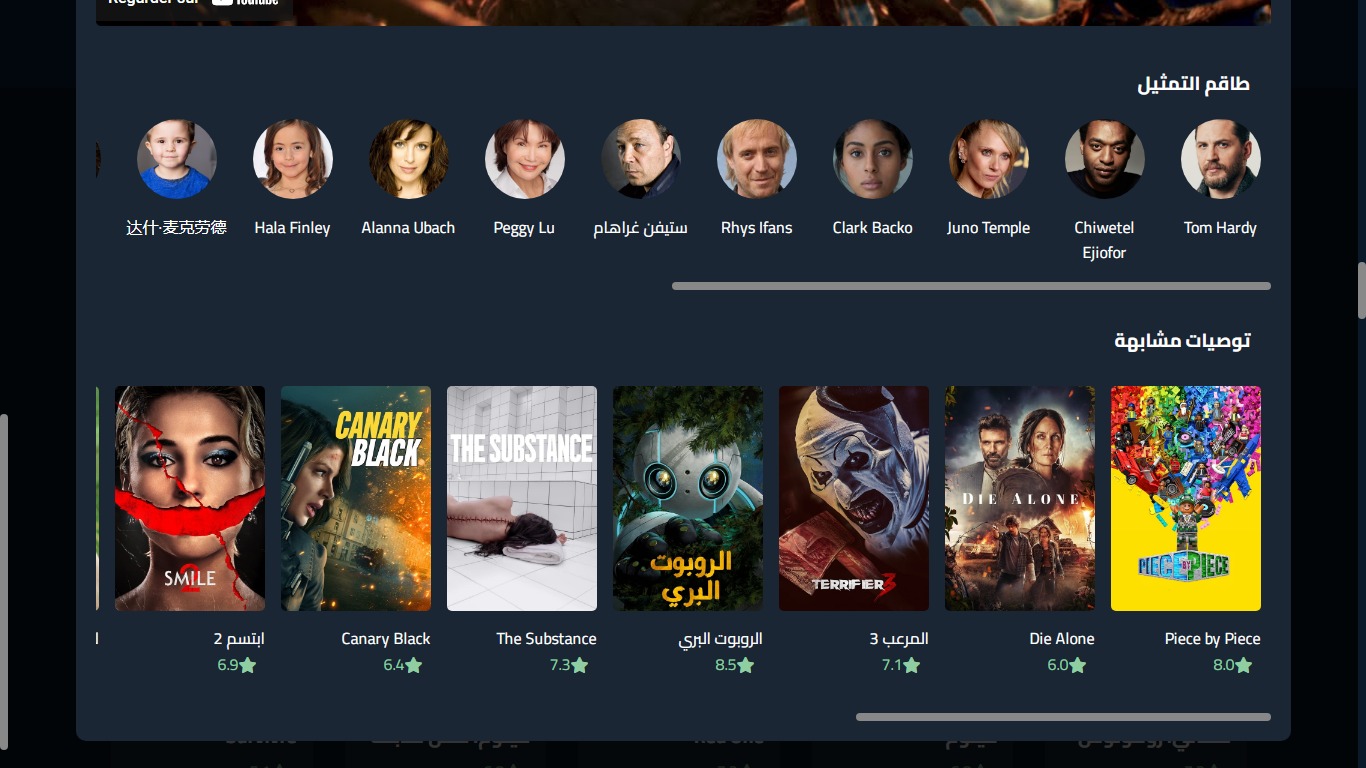 Regarder sur YouTube
طاقم التمثيل
Tom Hardy
Chiwetel
Ejiofor
Juno Temple
Clark Backo
Rhys Ifans
ستيفن غراهام
Peggy Lu
Alanna Ubach
Hala Finley
达什·麦克劳德
توصيات مشابهة
PIECE BY PIECE
DIE ALONE
TERRIFIER 3
الروبوت
البري
THE SUBSTANCE
CANARY
BLACK
SMILE
2
Piece by Piece
8.0
Die Alone
6.0
المرعب 3
7.1
الروبوت البري
8.5
The Substance
7.3
Canary Black
6.4
ابتسم 2
6.9
ا